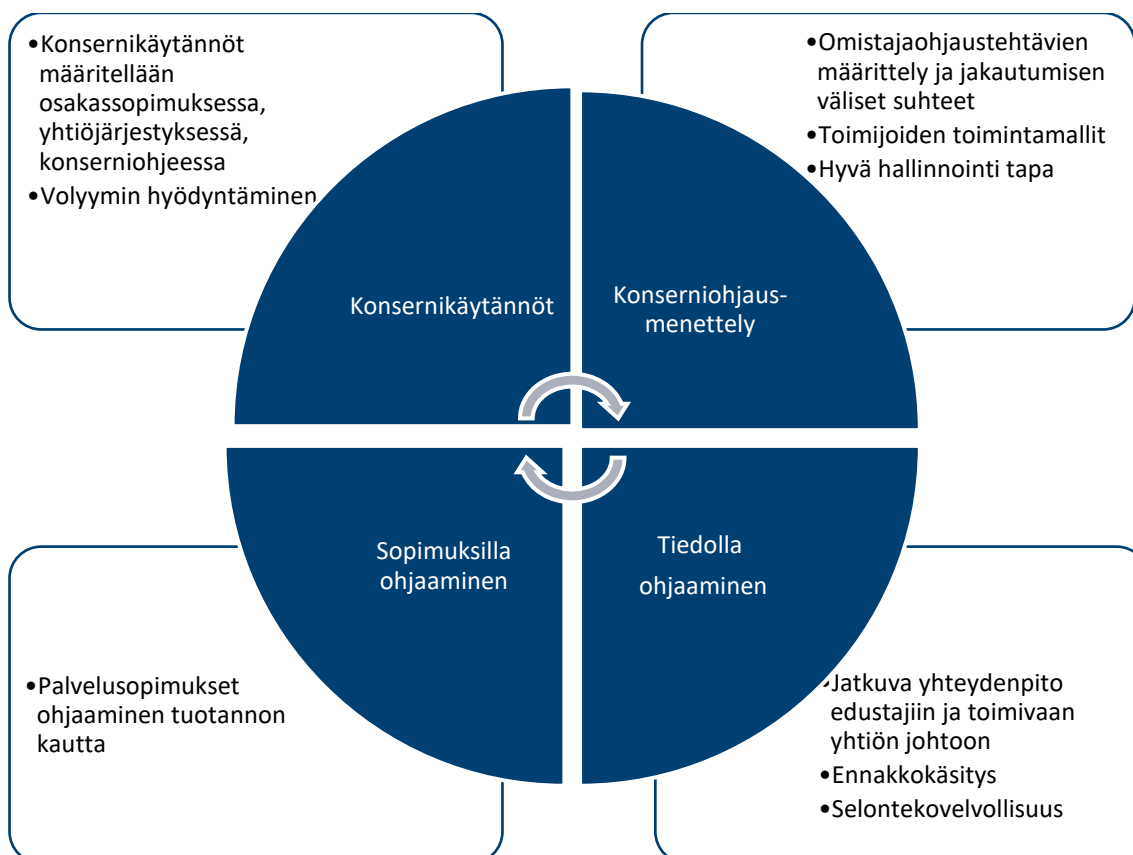 •Konsernikäytännöt
määritellään
osakassopimuksessa,
yhtiöjärjestyksessä,
konserniohjeessa
•Volyymin hyödyntäminen
•Omistajaohjaustehtävien
määrittely ja jakautumisen
väliset suhteet
•Toimijoiden toimintamallit
•Hyvä hallinnointi tapa
Konsernikäytännöt
Konserniohjaus-
menettely
Sopimuksilla
ohjaaminen
Tiedolla
ohjaaminen
•Palvelusopimukset
ohjaaminen tuotannon
kautta
•Jatkuva yhteydenpito
edustajiin ja toimivaan
yhtiön johtoon
•Ennakkokäsitys
•Selontekovelvollisuus